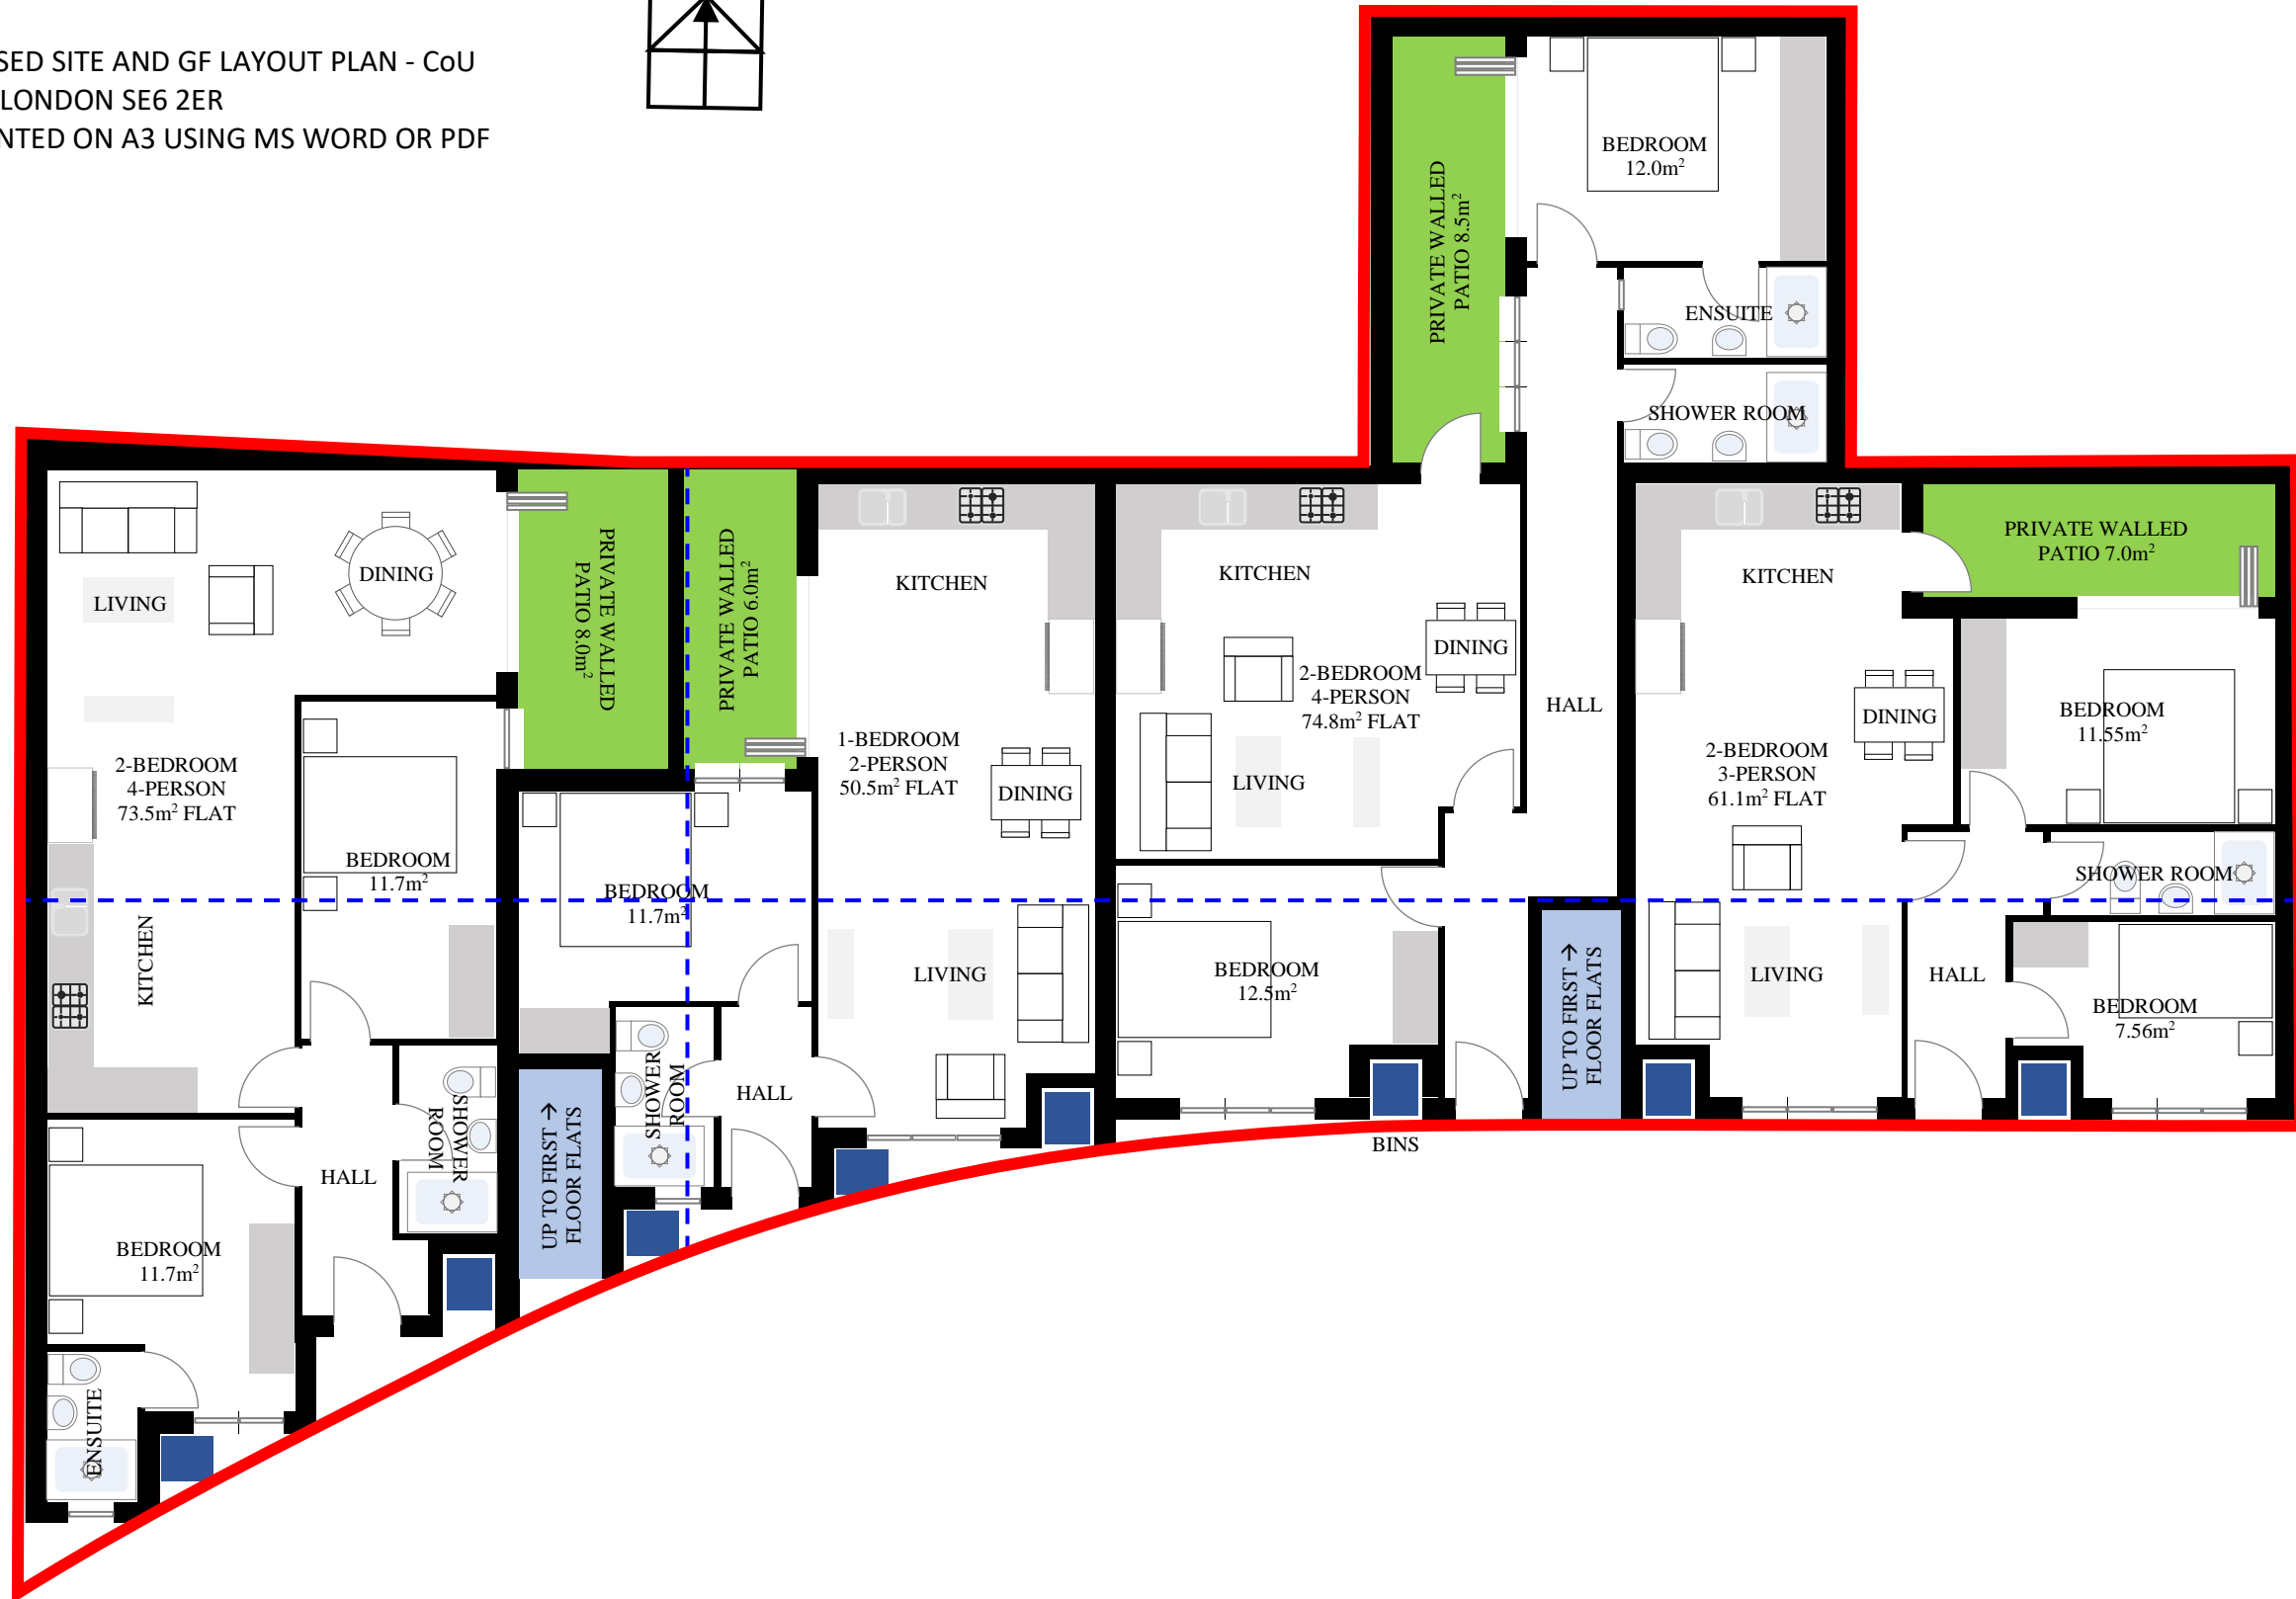 SED SITE AND GF LAYOUT PLAN - CoU
LONDON SE6 2ER
NTED ON A3 USING MS WORD OR PDF
BEDROOM
12.0m²
PRIVATE WALLED
PATIO 8.5m²
ENSUITE
SHOWER ROOM
LIVING
DINING
PRIVATE WALLED
PATIO 8.0m²
2-BEDROOM
4-PERSON
73.5m² FLAT
BEDROOM
11.7m²
KITCHEN
SHOWER
ROOM
HALL
BEDROOM
11.7m²
ENSUITE
PRIVATE WALLED
PATIO 6.0m²
KITCHEN
1-BEDROOM
2-PERSON
50.5m² FLAT
DINING
BEDROOM
11.7m²
LIVING
UP TO FIRST →
FLOOR FLATS
SHOWER
ROOM
HALL
KITCHEN
DINING
2-BEDROOM
4-PERSON
74.8m² FLAT
LIVING
HALL
BEDROOM
12.5m²
BINS
UP TO FIRST →
FLOOR FLATS
KITCHEN
PRIVATE WALLED
PATIO 7.0m²
DINING
2-BEDROOM
3-PERSON
61.1m² FLAT
BEDROOM
11.55m²
SHOWER ROOM
LIVING
HALL
BEDROOM
7.56m²